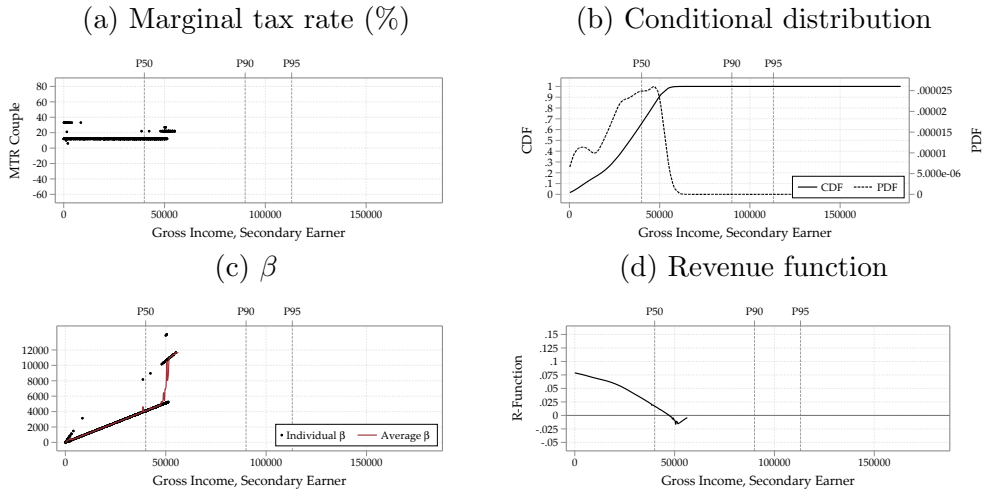 (a) Marginal tax rate (%)
P50 P90 P95
80
60
40
20
0
-20
-40
-60
MTR Couple
0 50000 100000 150000
Gross Income, Secondary Earner
(b) Conditional distribution
P50 P90 P95
1
.9
.8
.7
.6
.5
.4
.3
.2
.1
0
CDF
.000025
.00002
.000015
.00001
5.000e-06
0
PDF
CDF PDF
0 50000 100000 150000
Gross Income, Secondary Earner
(c) β
P50 P90 P95
12000
10000
8000
6000
4000
2000
0
Individual β Average β
0 50000 100000 150000
Gross Income, Secondary Earner
(d) Revenue function
P50 P90 P95
.15
.125
.1
.075
.05
.025
0
-.025
-.05
R-Function
0 50000 100000 150000
Gross Income, Secondary Earner